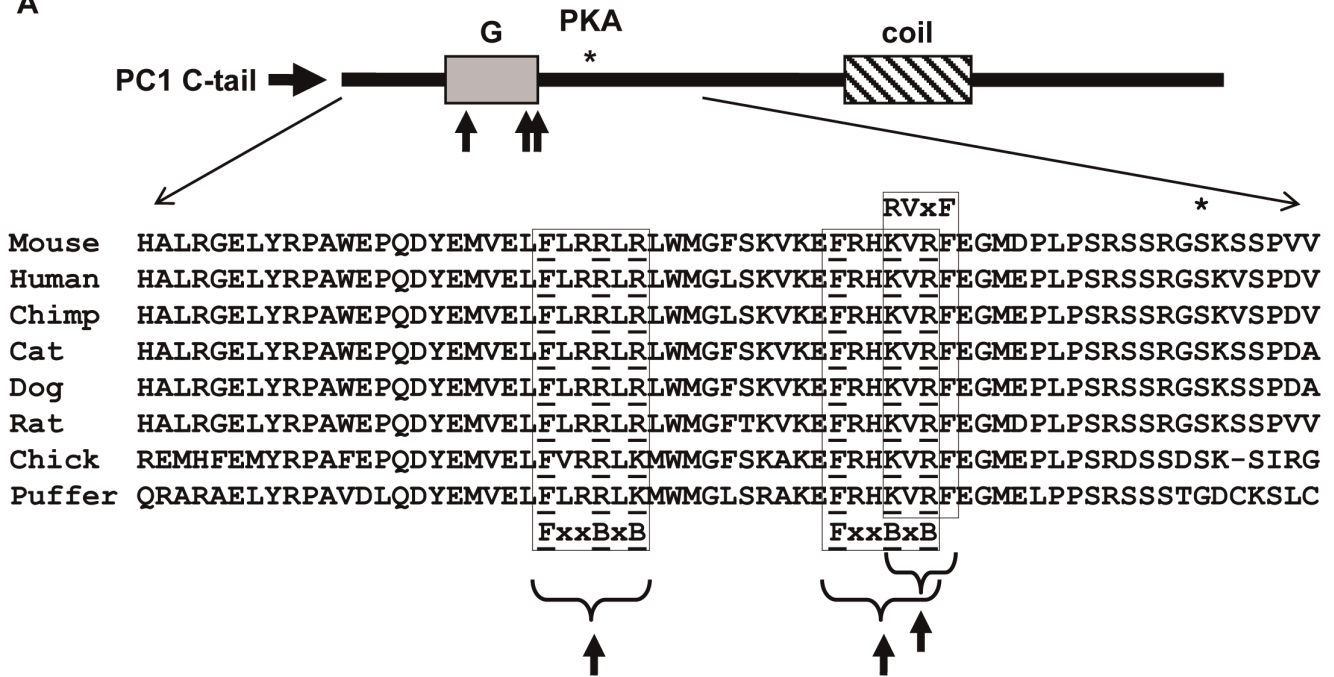 A
G PKA * coil
PC1 C-tail
RVxF *
Mouse HALRGELYRPAWEPQDYEMVELFLRRLRLWMGFSKVKEFRHKVRFEGMDPLPSRSSRGSKSSPVV
Human HALRGELYRPAWEPQDYEMVELFLRRLRLWMGLSKVKEFRHKVRFEGMEPLPSRSSRGSKVSPDV
Chimp HALRGELYRPAWEPQDYEMVELFLRRLRLWMGLSKVKEFRHKVRFEGMEPLPSRSSRGSKVSPDV
Cat HALRGELYRPAWEPQDYEMVELFLRRLRLWMGFSKVKEFRHKVRFEGMEPLPSRSSRGSKSSPDA
Dog HALRGELYRPAWEPQDYEMVELFLRRLRLWMGFSKVKEFRHKVRFEGMEPLPSRSSRGSKSSPDA
Rat HALRGELYRPAWEPQDYEMVELFLRRLRLWMGFTKVKEFRHKVRFEGMDPLPSRSSRGSKSSPVV
Chick REMHFEMYRPAFEPQDYEMVELFVRRLKMWMGFSKAKEFRHKVRFEGMEPLPSRDSSDSK-SIRG
Puffer QRARAELYRPAVDLQDYEMVELFLRRLKMWMGLSRAKEFRHKVRFEGMELPPSRSSSTGDCKSLC
FxxBxB FxxBxB